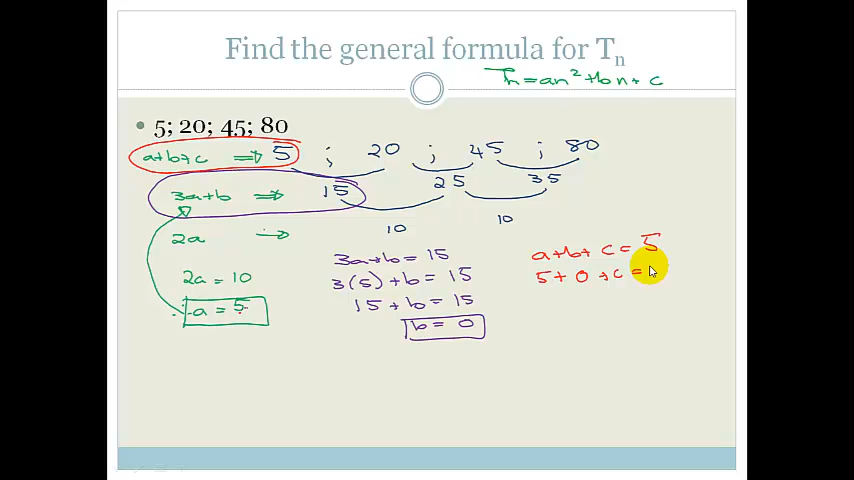 Find the general formula for Tn
Tn = an² + bn + c
• 5; 20; 45; 80
a+b+c ⇒ 5 ; 20 ; 45 ; 80
3a+b ⇒ 15 25 35
2a → 10 10
2a = 10
a = 5
3a+b = 15
3(5) + b = 15
15 + b = 15
b = 0
a+b+c = 5
5 + 0 + c =